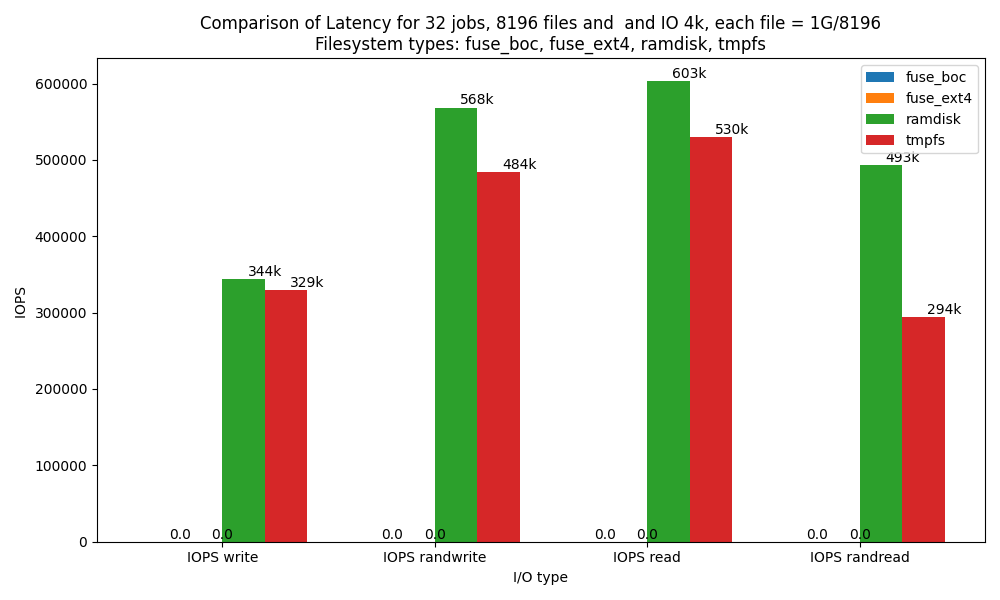 Comparison of Latency for 32 jobs, 8196 files and  and IO 4k, each file = 1G/8196
Filesystem types: fuse_boc, fuse_ext4, ramdisk, tmpfs
fuse_boc
fuse_ext4
ramdisk
tmpfs
IOPS
600000
500000
400000
300000
200000
100000
0
0.0
0.0
344k
329k
0.0
0.0
568k
484k
0.0
0.0
603k
530k
0.0
0.0
493k
294k
IOPS write
IOPS randwrite
IOPS read
IOPS randread
I/O type